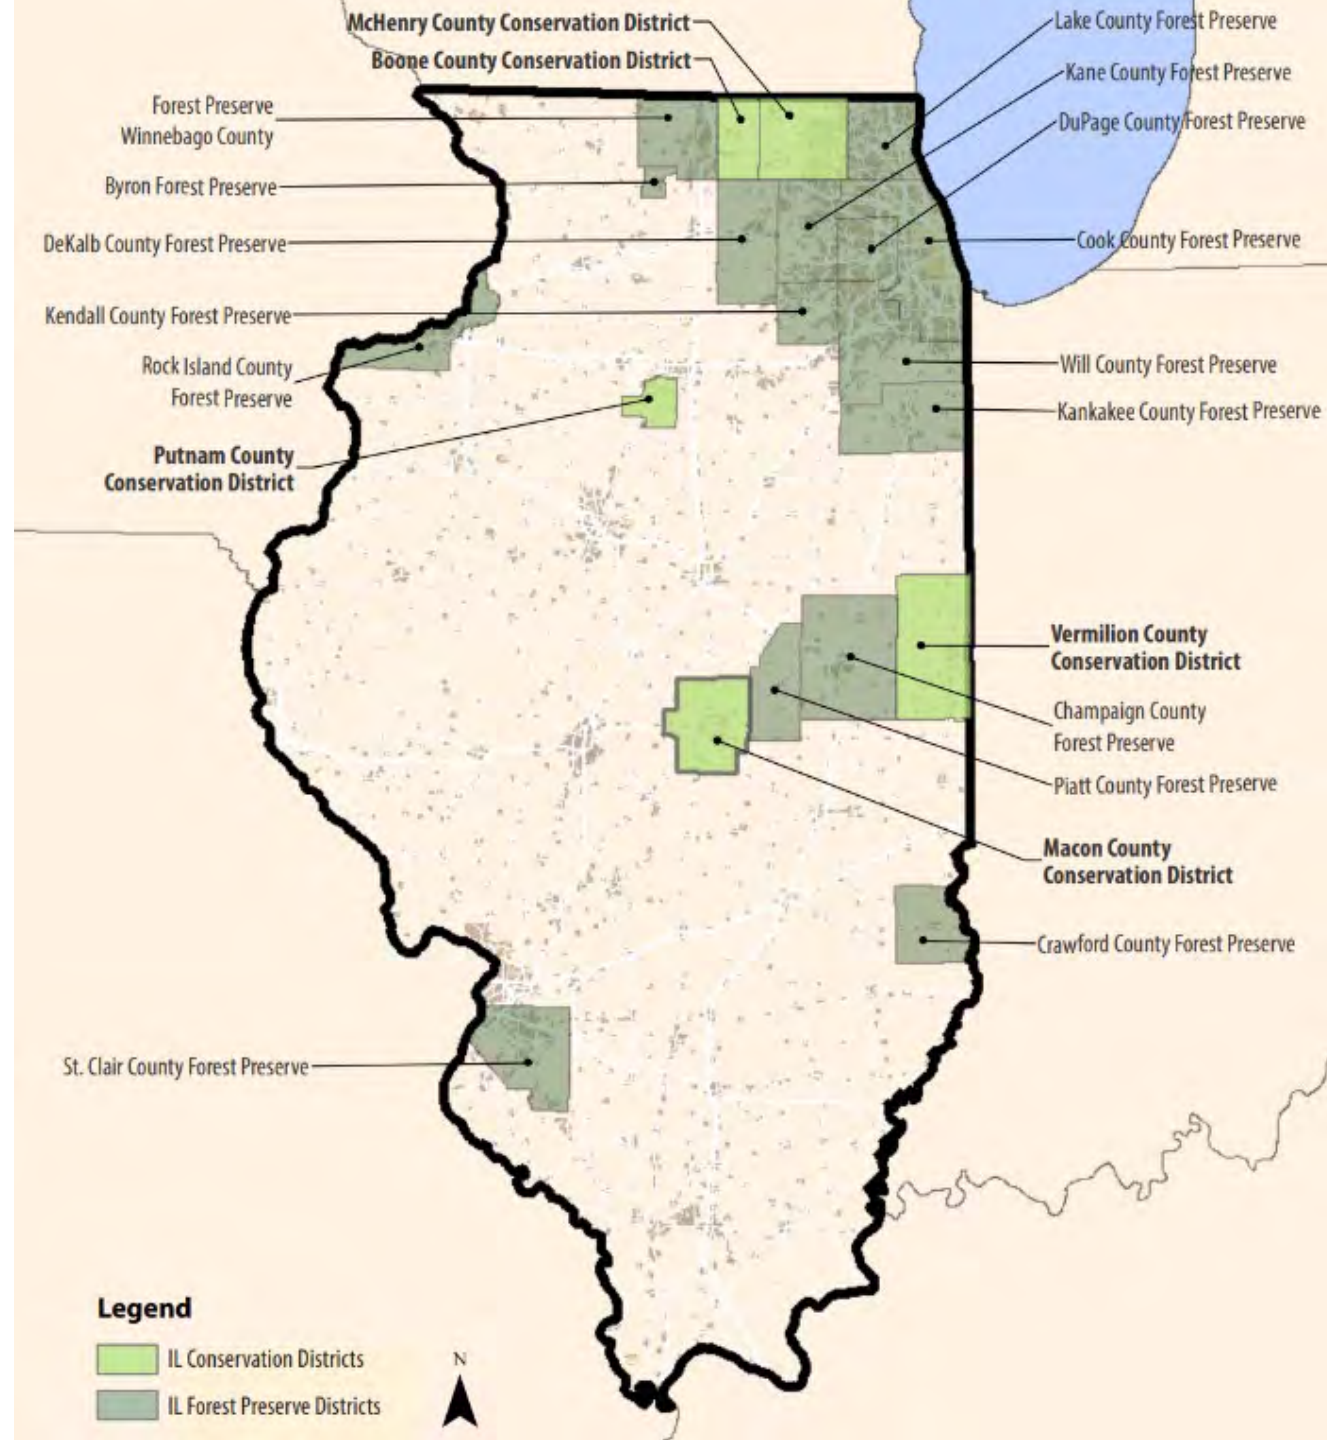 McHenry County Conservation District
Boone County Conservation District
Forest Preserve
Winnebago County
Byron Forest Preserve
DeKalb County Forest Preserve
Kendall County Forest Preserve
Rock Island County
Forest Preserve
Putnam County
Conservation District
Lake County Forest Preserve
Kane County Forest Preserve
DuPage County Forest Preserve
Cook County Forest Preserve
Will County Forest Preserve
Kankakee County Forest Preserve
Vermilion County
Conservation District
Champaign County
Forest Preserve
Piatt County Forest Preserve
Macon County
Conservation District
Crawford County Forest Preserve
St. Clair County Forest Preserve
Legend
IL Conservation Districts
IL Forest Preserve Districts
N